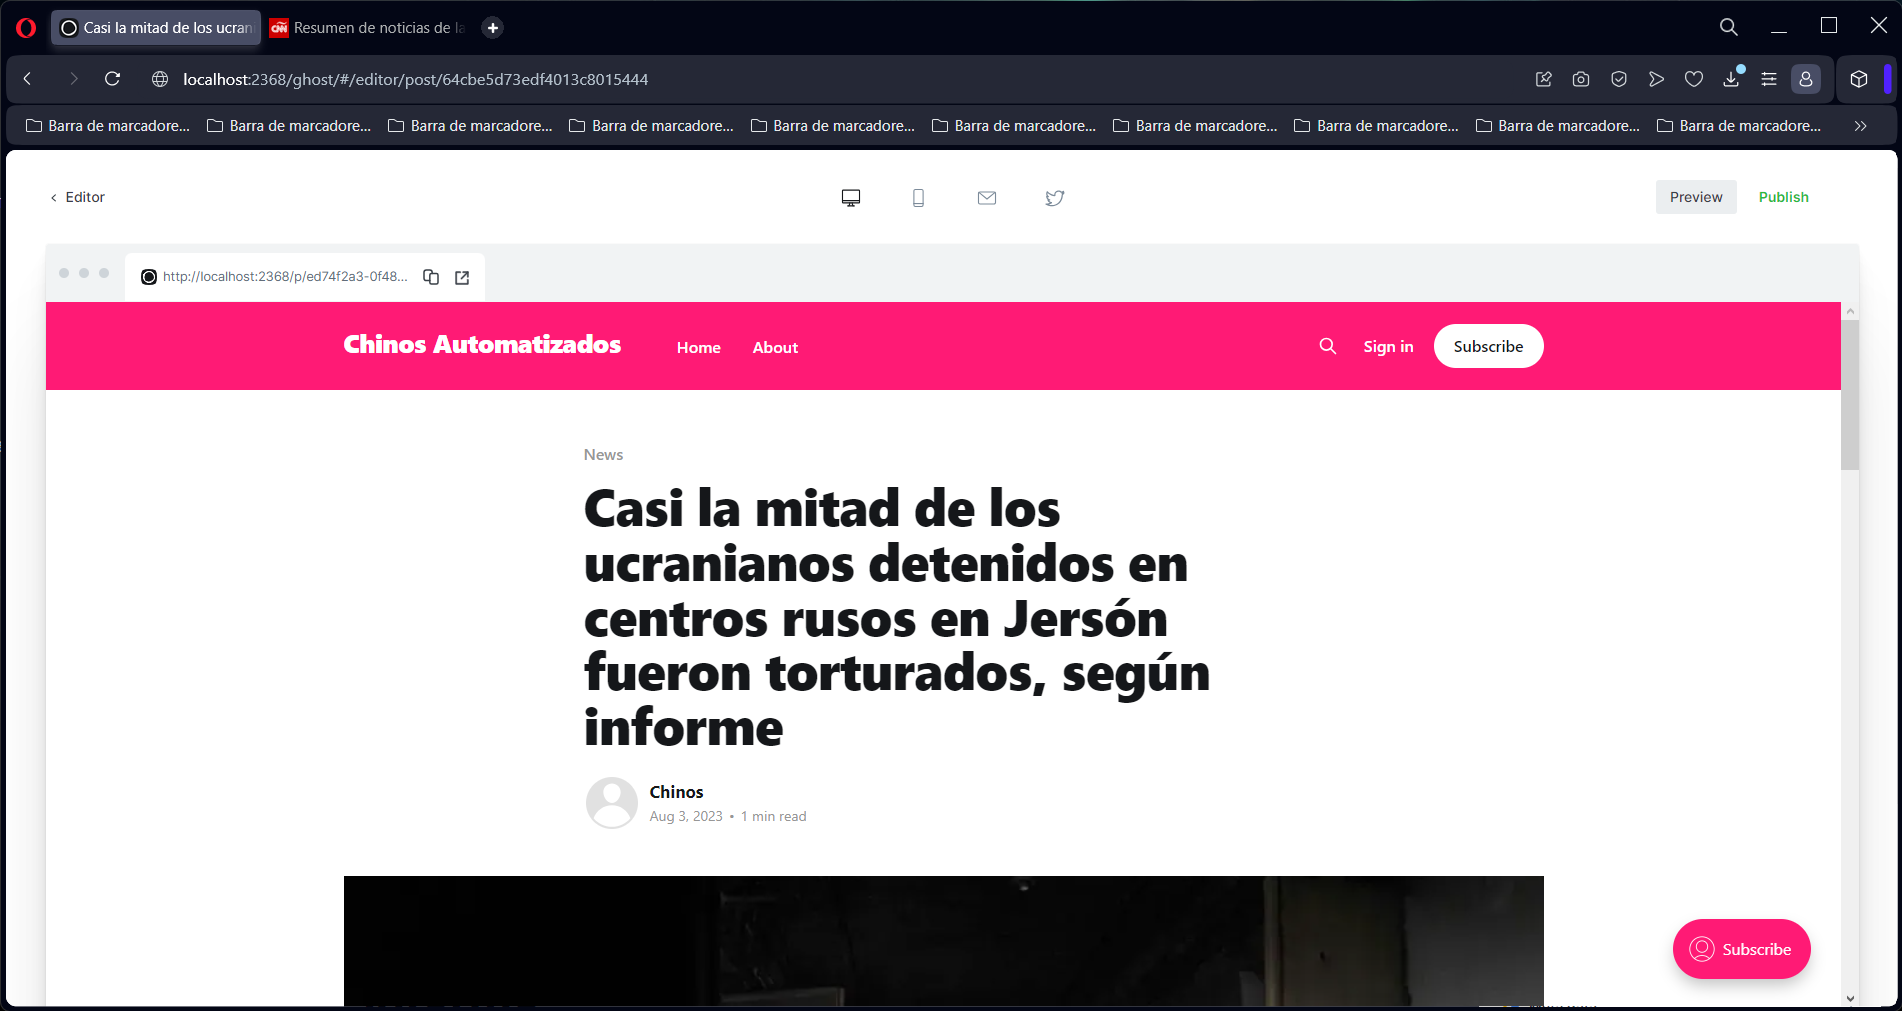 Casi la mitad de los ucran
Resumen de noticias de la
localhost:2368/ghost/#/editor/post/64cbe5d73edf4013c8015444
Barra de marcadore... Barra de marcadore... Barra de marcadore... Barra de marcadore... Barra de marcadore... Barra de marcadore... Barra de marcadore... Barra de marcadore... Barra de marcadore... Barra de marcadore...
Editor
Preview
Publish
http://localhost:2368/p/ed74f2a3-0f48...
Chinos Automatizados
Home
About
Sign in
Subscribe
News
Casi la mitad de los
ucranianos detenidos en
centros rusos en Jersón
fueron torturados, según
informe
Chinos
Aug 3, 2023 • 1 min read
Subscribe